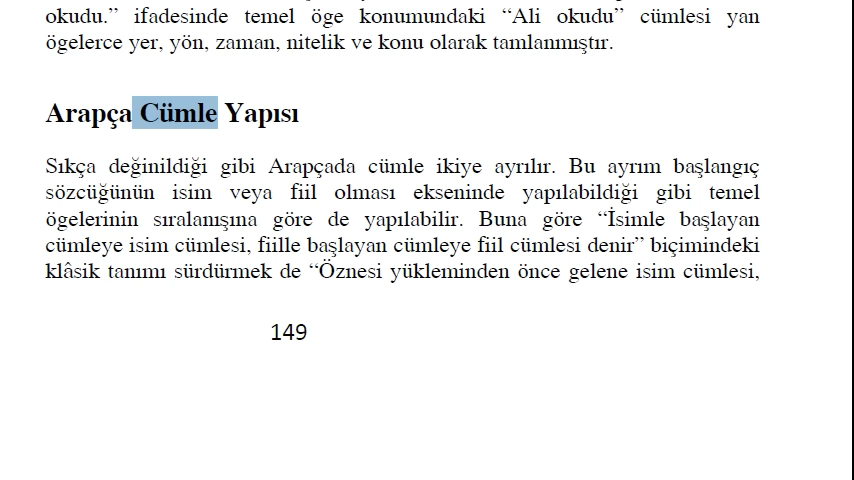 okudu.” ifadesinde temel öge konumundaki “Ali okudu” cümlesi yan
ögelerce yer, yön, zaman, nitelik ve konu olarak tamlanmıştır.
Arapça Cümle Yapısı
Sıkça değinildiği gibi Arapçada cümle ikiye ayrılır. Bu ayrım başlangıç
sözcüğünün isim veya fiil olması ekseninde yapılabildiği gibi temel
ögelerinin sıralanışına göre de yapılabilir. Buna göre “İsimle başlayan
cümleye isim cümlesi, fiille başlayan cümleye fiil cümlesi denir” biçimindeki
klâsik tanımı sürdürmek de “Öznesi yükleminden önce gelene isim cümlesi,
149